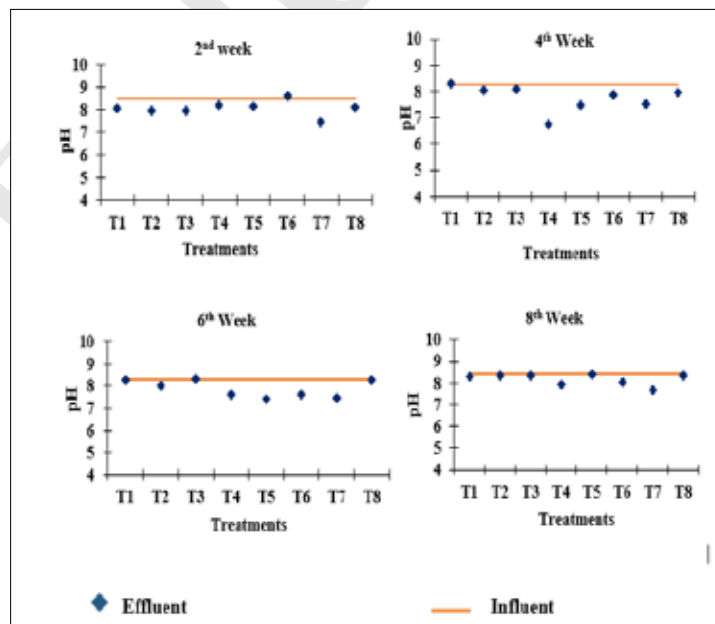 2nd week
10
9
8
7
6
5
4
pH
T1 T2 T3 T4 T5 T6 T7 T8
Treatments
4th Week
10
9
8
7
6
5
4
pH
T1 T2 T3 T4 T5 T6 T7 T8
Treatments
6th Week
10
9
8
7
6
5
4
pH
T1 T2 T3 T4 T5 T6 T7 T8
Treatments
8th Week
10
9
8
7
6
5
4
pH
T1 T2 T3 T4 T5 T6 T7 T8
Treatments
Effluent
Influent